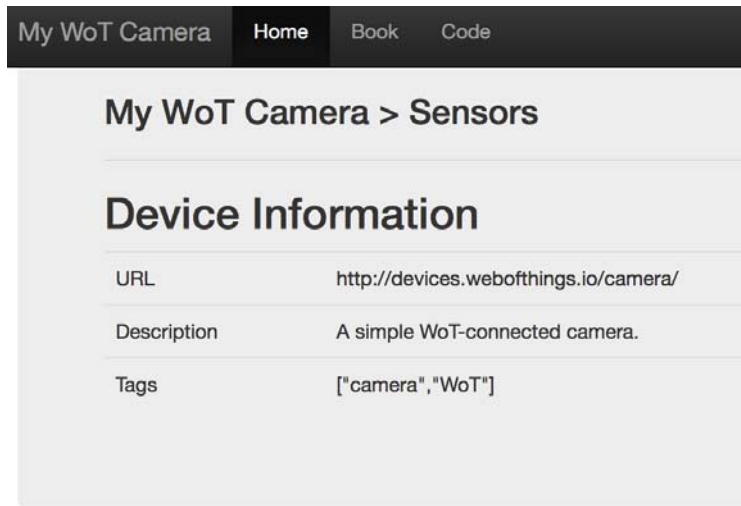 My WoT Camera Home Book Code
My WoT Camera > Sensors
Device Information
URL http://devices.webofthings.io/camera/
Description A simple WoT-connected camera.
Tags ["camera","WoT"]